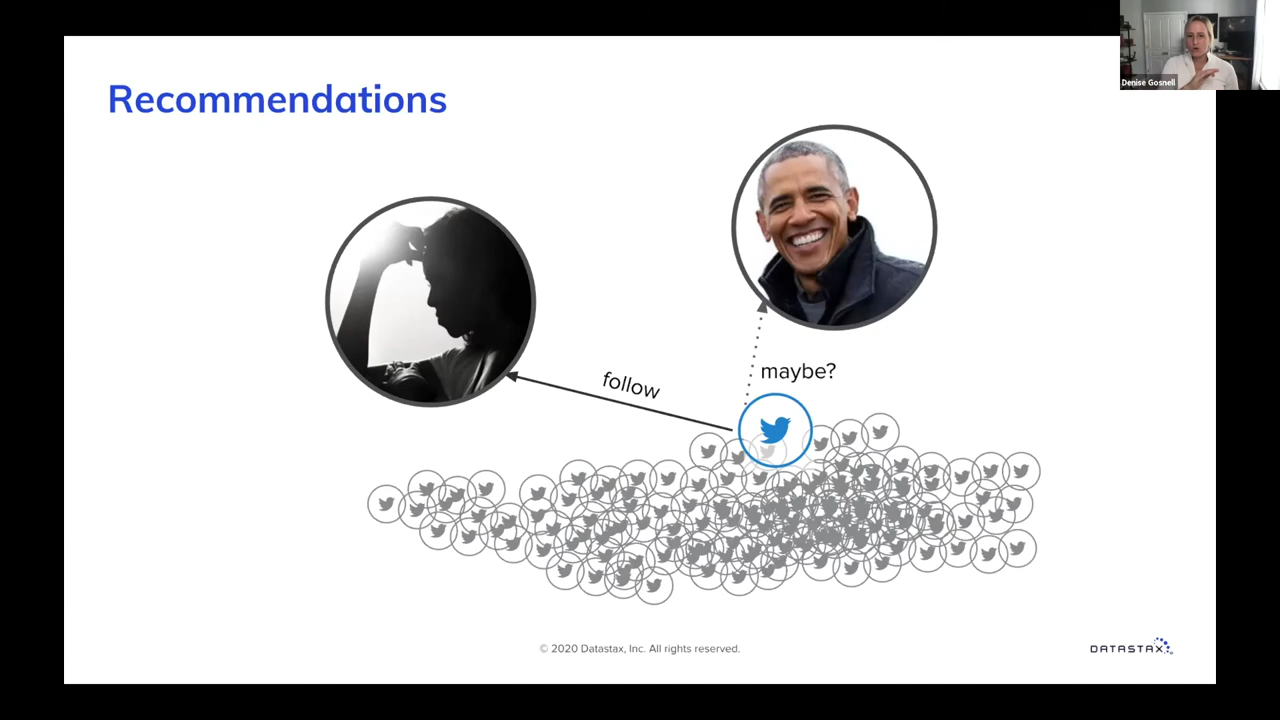 Denise Gosnell
Recommendations
follow
maybe?
© 2020 Datastax, Inc. All rights reserved.
DATASTAX